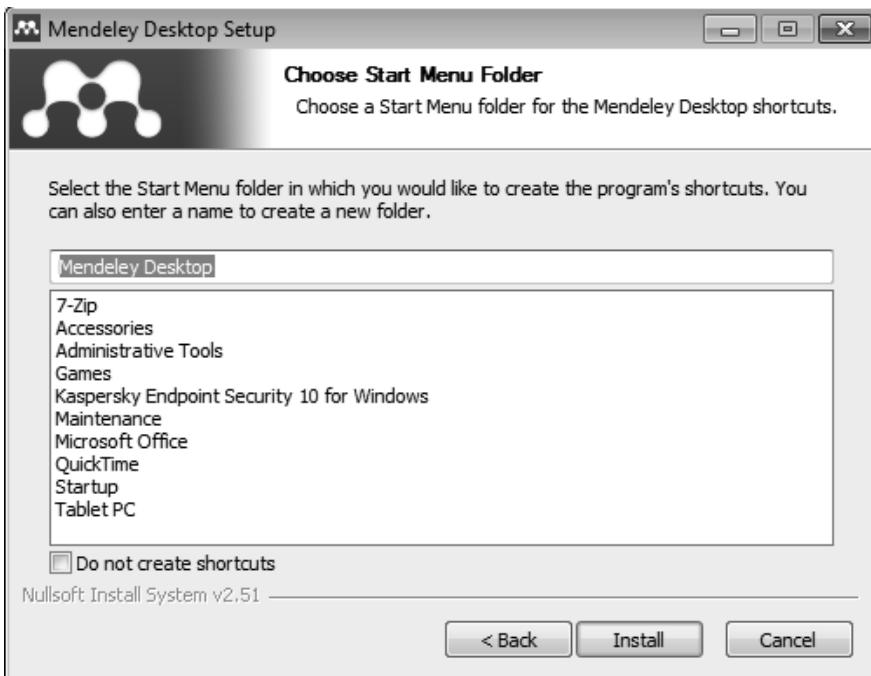 Mendeley Desktop Setup
Choose Start Menu Folder
Choose a Start Menu folder for the Mendeley Desktop shortcuts.
Select the Start Menu folder in which you would like to create the program's shortcuts. You
can also enter a name to create a new folder.
Mendeley Desktop
7-Zip
Accessories
Administrative Tools
Games
Kaspersky Endpoint Security 10 for Windows
Maintenance
Microsoft Office
QuickTime
Startup
Tablet PC
Do not create shortcuts
Nullsoft Install System v2.51
< Back
Install
Cancel